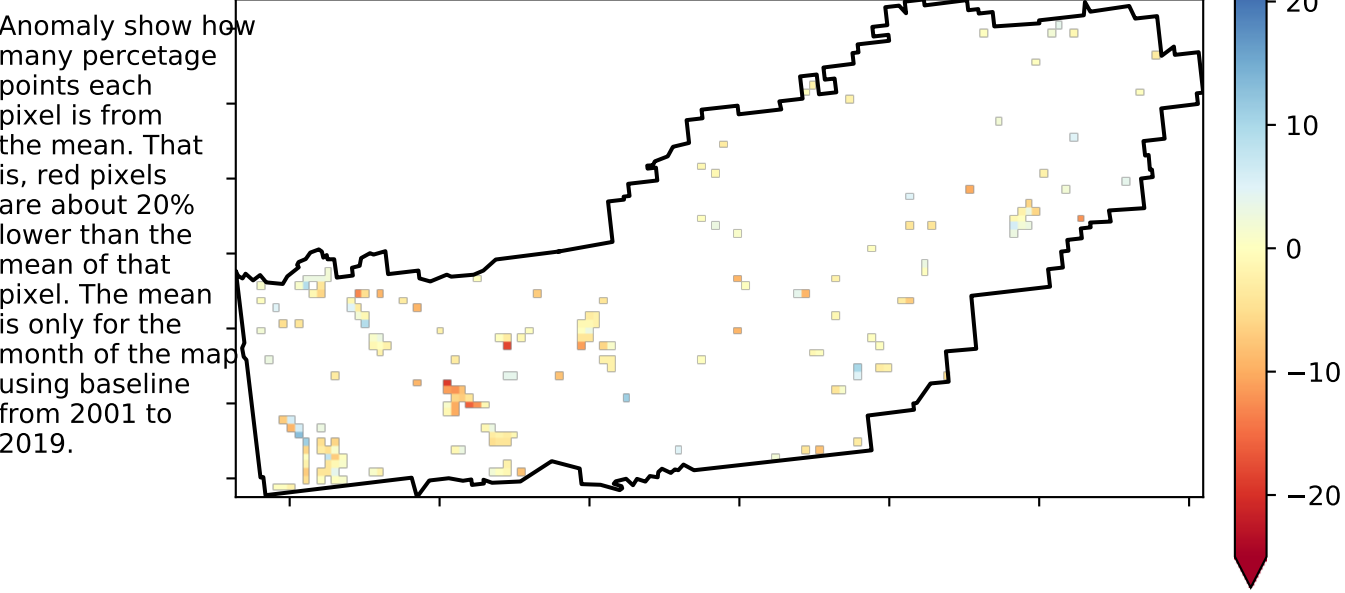 Anomaly show how
many percetage
points each
pixel is from
the mean. That
is, red pixels
are about 20%
lower than the
mean of that
pixel. The mean
is only for the
month of the map
using baseline
from 2001 to
2019.
20
10
0
−10
−20